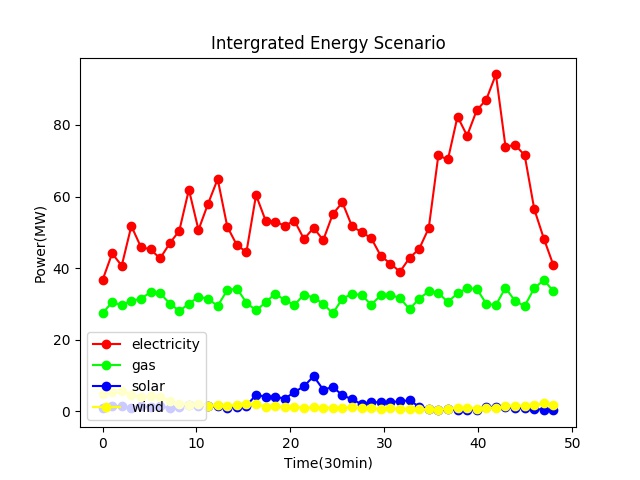 Intergrated Energy Scenario
Power(MW)
80
60
40
20
0
electricity
gas
solar
wind
0 10 20 30 40 50
Time(30min)